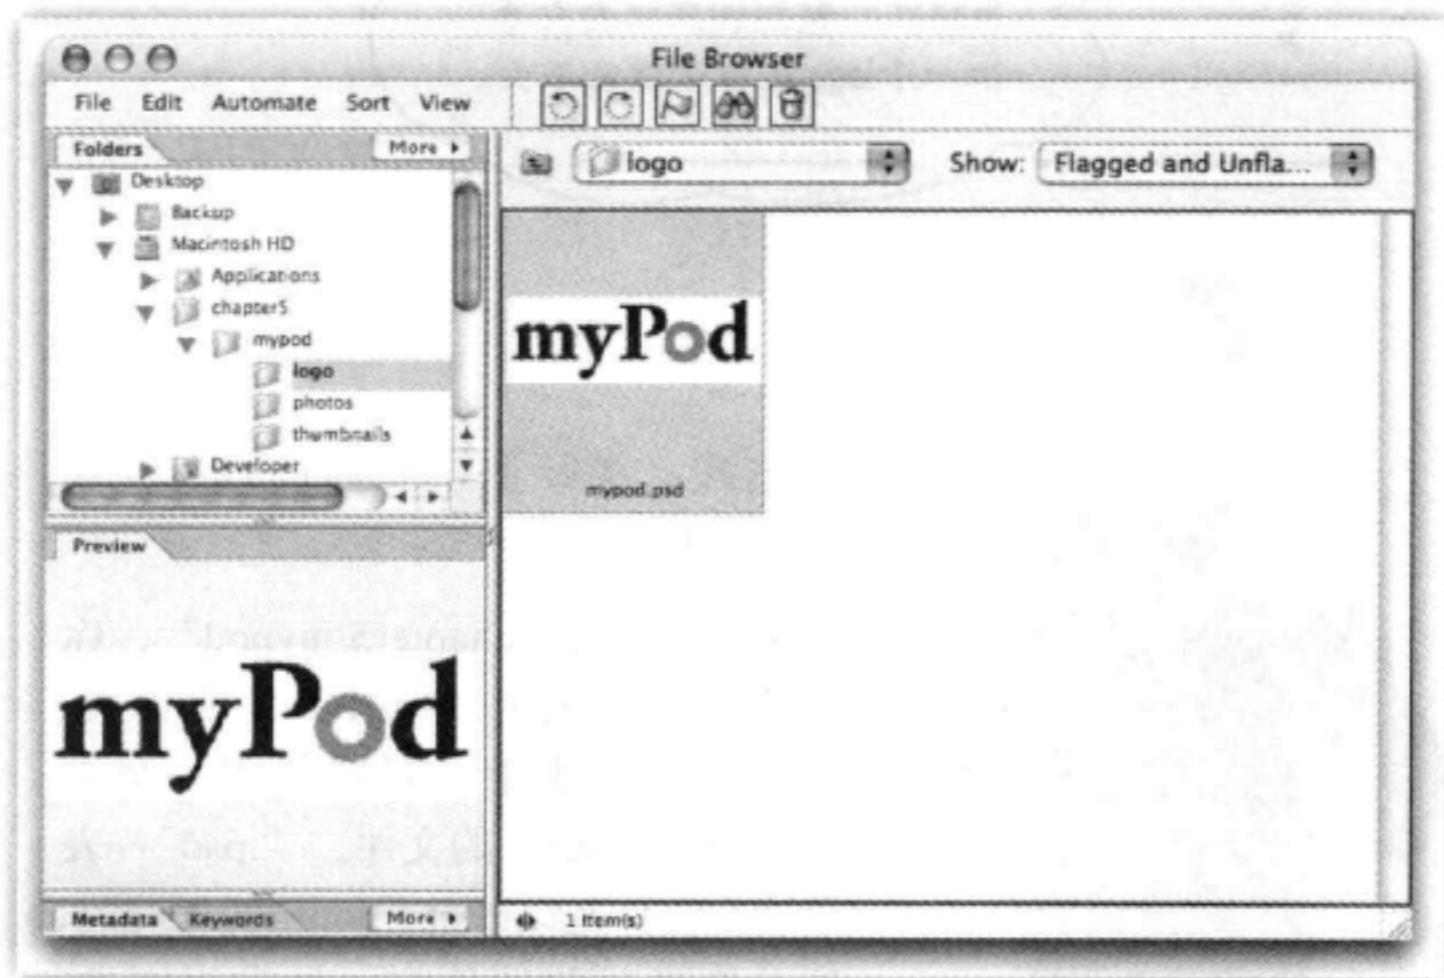 File Browser
File Edit Automate Sort View
Folders More
logo Show: Flagged and Unfla...
Desktop
Backup
Macintosh HD
Applications
chapter5
mypod
logo
photos
thumbnails
Developer
myPod
mypod.psd
Preview
myPod
Metadata Keywords More
1 Item(s)